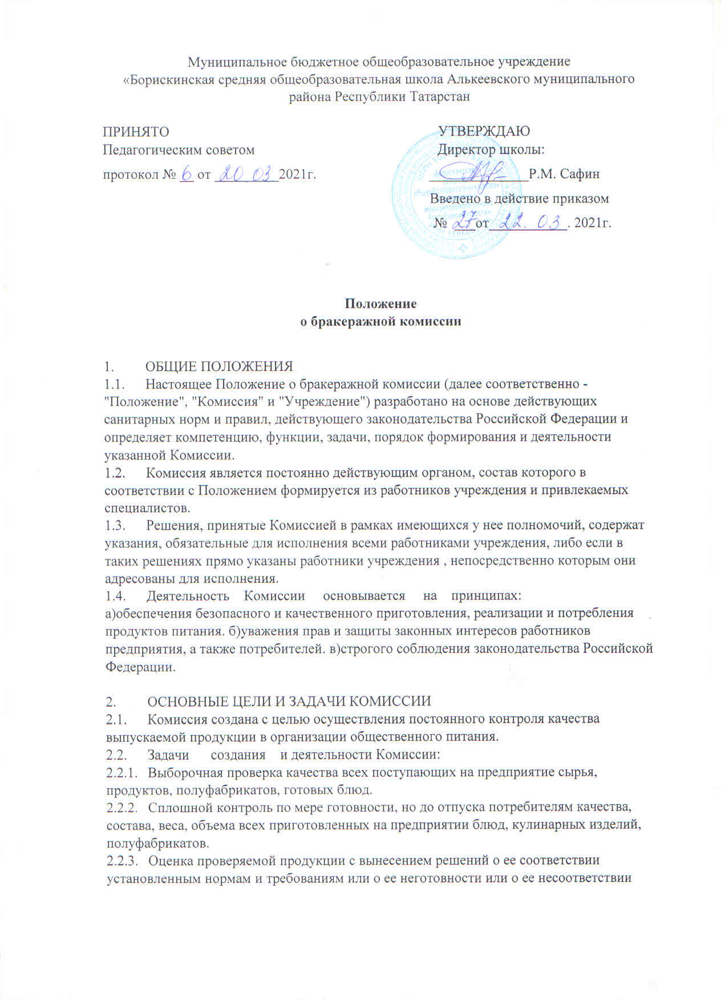 Муниципальное бюджетное общеобразовательное учреждение
«Борискинская средняя общеобразовательная школа Алькеевского муниципального
района Республики Татарстан
ПРИНЯТО
Педагогическим советом
протокол № 6 от 20 03 2021г.
УТВЕРЖДАЮ
Директор школы:
Р.М. Сафин
Введено в действие приказом
№ 27 от 22. 03 . 2021г.
Положение
о бракеражной комиссии
1. ОБЩИЕ ПОЛОЖЕНИЯ
1.1. Настоящее Положение о бракеражной комиссии (далее соответственно -
"Положение", "Комиссия" и "Учреждение") разработано на основе действующих
санитарных норм и правил, действующего законодательства Российской Федерации и
определяет компетенцию, функции, задачи, порядок формирования и деятельности
указанной Комиссии.
1.2. Комиссия является постоянно действующим органом, состав которого в
соответствии с Положением формируется из работников учреждения и привлекаемых
специалистов.
1.3. Решения, принятые Комиссией в рамках имеющихся у нее полномочий, содержат
указания, обязательные для исполнения всеми работниками учреждения, либо если в
таких решениях прямо указаны работники учреждения , непосредственно которым они
адресованы для исполнения.
1.4. Деятельность Комиссии основывается на принципах:
а)обеспечения безопасного и качественного приготовления, реализации и потребления
продуктов питания. б)уважения прав и защиты законных интересов работников
предприятия, а также потребителей. в)строгого соблюдения законодательства Российской
Федерации.
2. ОСНОВНЫЕ ЦЕЛИ И ЗАДАЧИ КОМИССИИ
2.1. Комиссия создана с целью осуществления постоянного контроля качества
выпускаемой продукции в организации общественного питания.
2.2. Задачи создания и деятельности Комиссии:
2.2.1. Выборочная проверка качества всех поступающих на предприятие сырья,
продуктов, полуфабрикатов, готовых блюд.
2.2.2. Сплошной контроль по мере готовности, но до отпуска потребителям качества,
состава, веса, объема всех приготовленных на предприятии блюд, кулинарных изделий,
полуфабрикатов.
2.2.3. Оценка проверяемой продукции с вынесением решений о ее соответствии
установленным нормам и требованиям или о ее неготовности или о ее несоответствии